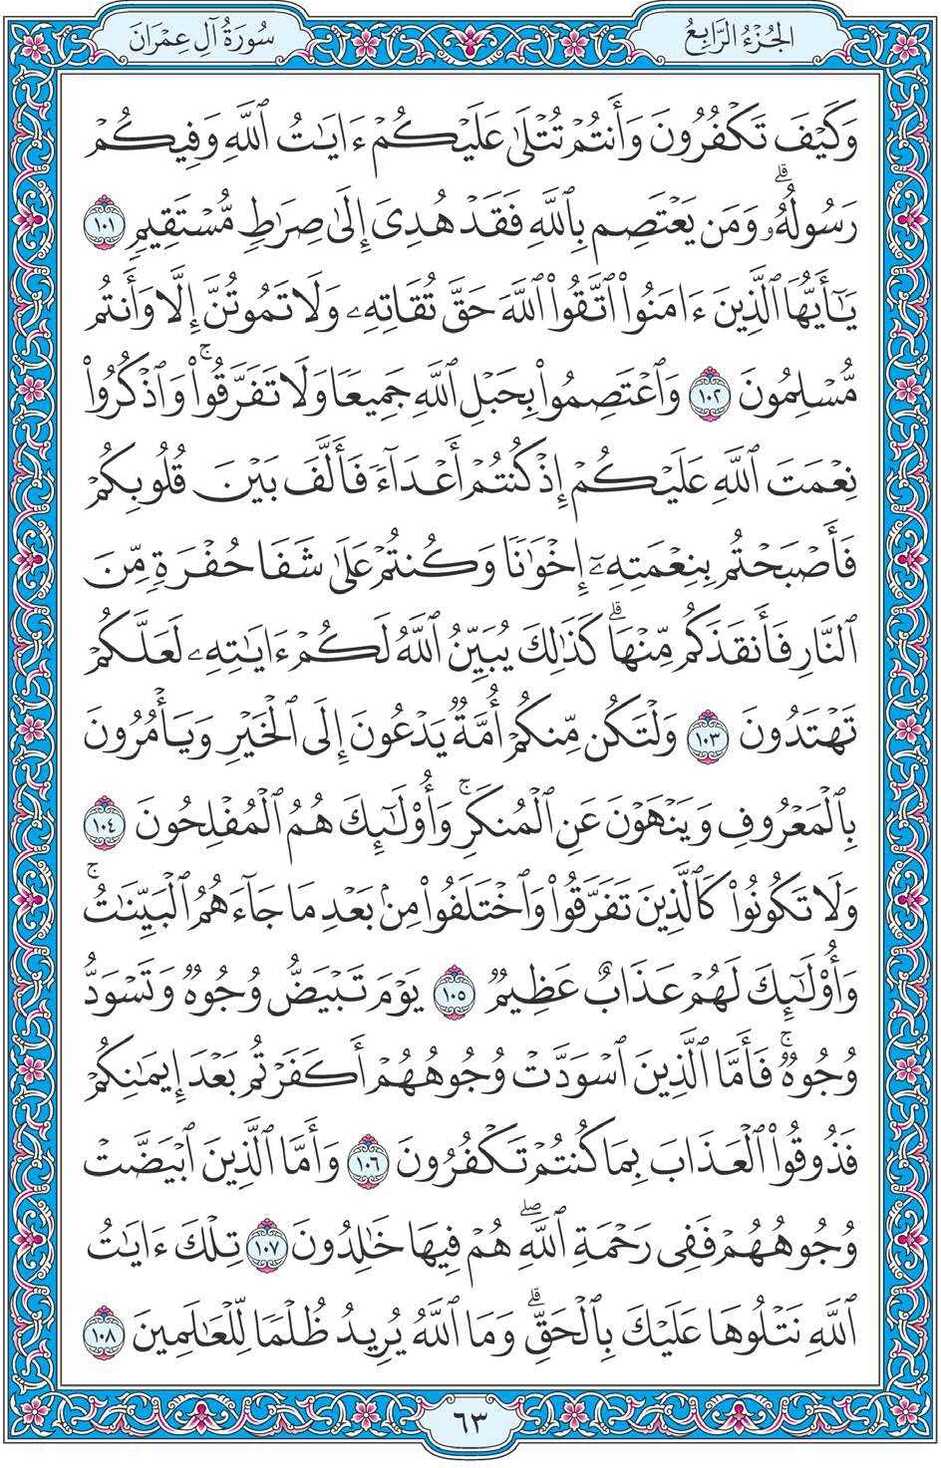 الجُزْءُ الرَّابِعُ
سُورَةُ آلِ عِمْرَانَ
وَكَيْفَ تَكْفُرُونَ وَأَنتُمْ تُتْلَىٰ عَلَيْكُمْ ءَايَٰتُ ٱللَّهِ وَفِيكُمْ
رَسُولُهُۥۗ وَمَن يَعْتَصِم بِٱللَّهِ فَقَدْ هُدِىَ إِلَىٰ صِرَٰطٍ مُّسْتَقِيمٍ ١٠١
يَٰٓأَيُّهَا ٱلَّذِينَ ءَامَنُوا۟ ٱتَّقُوا۟ ٱللَّهَ حَقَّ تُقَاتِهِۦ وَلَا تَمُوتُنَّ إِلَّا وَأَنتُم
مُّسْلِمُونَ ١٠٢ وَٱعْتَصِمُوا۟ بِحَبْلِ ٱللَّهِ جَمِيعًا وَلَا تَفَرَّقُوا۟ۚ وَٱذْكُرُوا۟
نِعْمَتَ ٱللَّهِ عَلَيْكُمْ إِذْ كُنتُمْ أَعْدَآءً فَأَلَّفَ بَيْنَ قُلُوبِكُمْ
فَأَصْبَحْتُم بِنِعْمَتِهِۦٓ إِخْوَٰنًا وَكُنتُمْ عَلَىٰ شَفَا حُفْرَةٍ مِّنَ
ٱلنَّارِ فَأَنقَذَكُم مِّنْهَاۗ كَذَٰلِكَ يُبَيِّنُ ٱللَّهُ لَكُمْ ءَايَٰتِهِۦ لَعَلَّكُمْ
تَهْتَدُونَ ١٠٣ وَلْتَكُن مِّنكُمْ أُمَّةٌ يَدْعُونَ إِلَى ٱلْخَيْرِ وَيَأْمُرُونَ
بِٱلْمَعْرُوفِ وَيَنْهَوْنَ عَنِ ٱلْمُنكَرِۚ وَأُو۟لَٰٓئِكَ هُمُ ٱلْمُفْلِحُونَ ١٠٤
وَلَا تَكُونُوا۟ كَٱلَّذِينَ تَفَرَّقُوا۟ وَٱخْتَلَفُوا۟ مِنۢ بَعْدِ مَا جَآءَهُمُ ٱلْبَيِّنَٰتُۚ
وَأُو۟لَٰٓئِكَ لَهُمْ عَذَابٌ عَظِيمٌ ١٠٥ يَوْمَ تَبْيَضُّ وُجُوهٌ وَتَسْوَدُّ
وُجُوهٌۚ فَأَمَّا ٱلَّذِينَ ٱسْوَدَّتْ وُجُوهُهُمْ أَكَفَرْتُم بَعْدَ إِيمَٰنِكُمْ
فَذُوقُوا۟ ٱلْعَذَابَ بِمَا كُنتُمْ تَكْفُرُونَ ١٠٦ وَأَمَّا ٱلَّذِينَ ٱبْيَضَّتْ
وُجُوهُهُمْ فَفِى رَحْمَةِ ٱللَّهِۖ هُمْ فِيهَا خَٰلِدُونَ ١٠٧ تِلْكَ ءَايَٰتُ
ٱللَّهِ نَتْلُوهَا عَلَيْكَ بِٱلْحَقِّۗ وَمَا ٱللَّهُ يُرِيدُ ظُلْمًا لِّلْعَٰلَمِينَ ١٠٨
٦٣